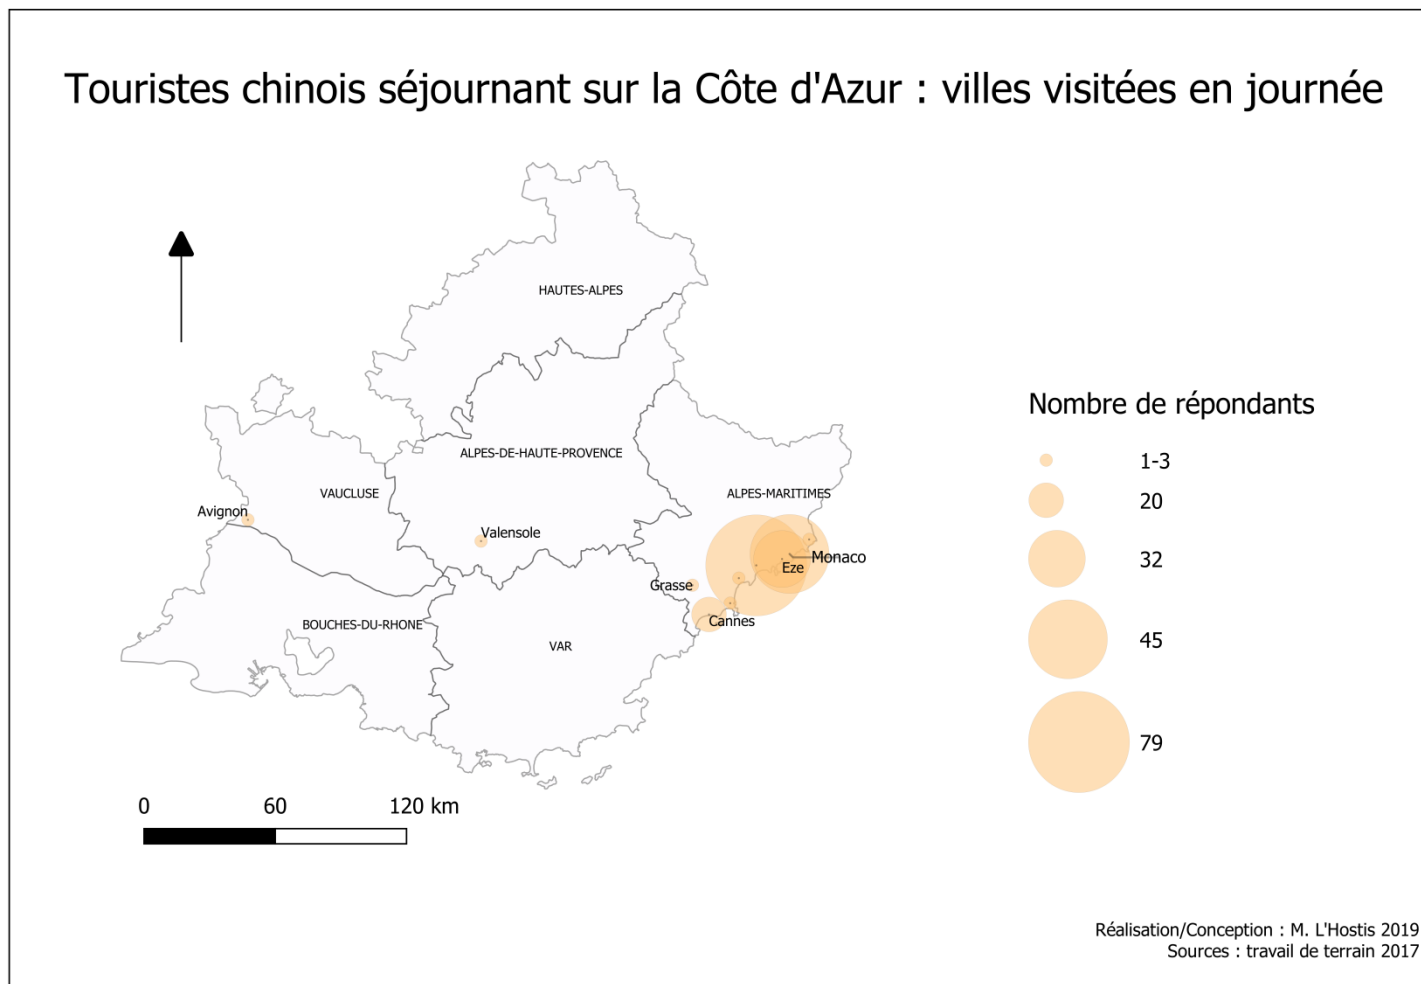 Touristes chinois séjournant sur la Côte d'Azur : villes visitées en journée
HAUTES-ALPES
ALPES-DE-HAUTE-PROVENCE
VAUCLUSE
ALPES-MARITIMES
Avignon
Valensole
Monaco
Eze
Grasse
Cannes
BOUCHES-DU-RHONE
VAR
Nombre de répondants
1-3
20
32
45
79
0 60 120 km
Réalisation/Conception : M. L'Hostis 2019
Sources : travail de terrain 2017